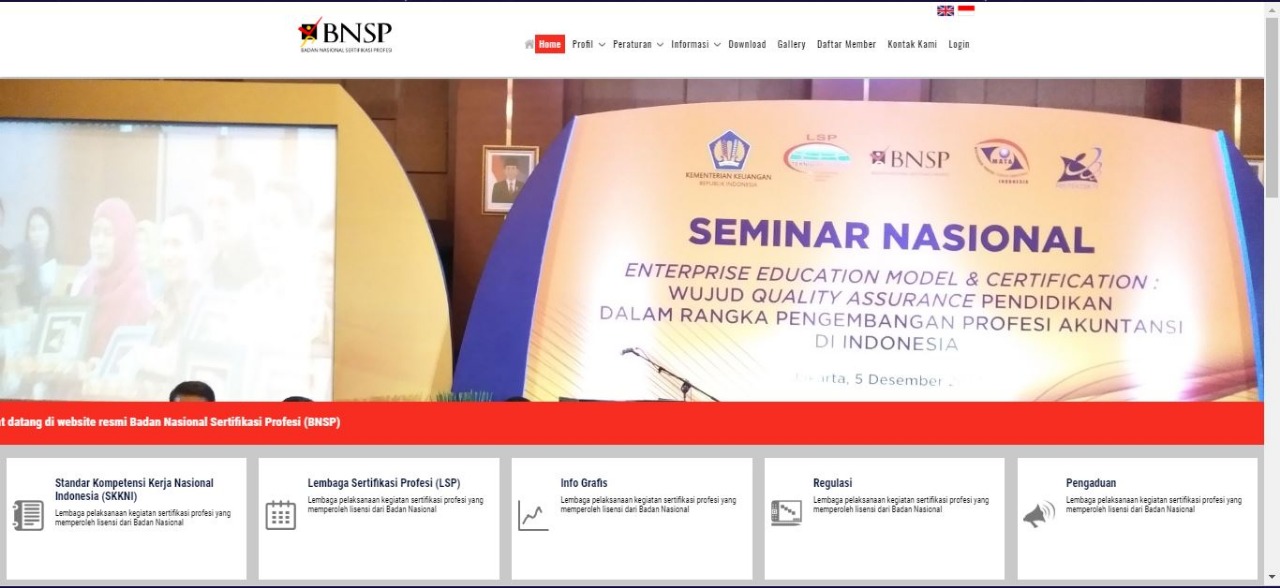 BNSP
BADAN NASIONAL SERTIFIKASI PROFESI
Home Profil Peraturan Informasi Download Gallery Daftar Member Kontak Kami Login
KEMENTERIAN KEUANGAN
REPUBLIK INDONESIA
LSP
BNSP
INDONESIA
SEMINAR NASIONAL
ENTERPRISE EDUCATION MODEL & CERTIFICATION :
WUJUD QUALITY ASSURANCE PENDIDIKAN
DALAM RANGKA PENGEMBANGAN PROFESI AKUNTANSI
DI INDONESIA
5 Desember
t datang di website resmi Badan Nasional Sertifikasi Profesi (BNSP)
Standar Kompetensi Kerja Nasional
Indonesia (SKKNI)
Lembaga pelaksanaan kegiatan sertifikasi profesi yang
memperoleh lisensi dari Badan Nasional
Lembaga Sertifikasi Profesi (LSP)
Lembaga pelaksanaan kegiatan sertifikasi profesi yang
memperoleh lisensi dari Badan Nasional
Info Grafis
Lembaga pelaksanaan kegiatan sertifikasi profesi yang
memperoleh lisensi dari Badan Nasional
Regulasi
Lembaga pelaksanaan kegiatan sertifikasi profesi yang
memperoleh lisensi dari Badan Nasional
Pengaduan
Lembaga pelaksanaan kegiatan sertifikasi profesi yang
memperoleh lisensi dari Badan Nasional